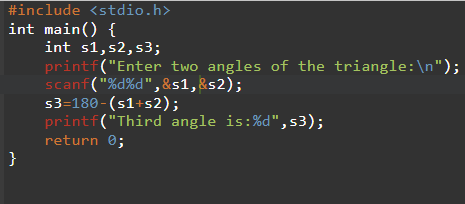 #include <stdio.h>
int main() {
    int s1,s2,s3;
    printf("Enter two angles of the triangle:\n");
    scanf("%d%d",&s1,&s2);
    s3=180-(s1+s2);
    printf("Third angle is:%d",s3);
    return 0;
}